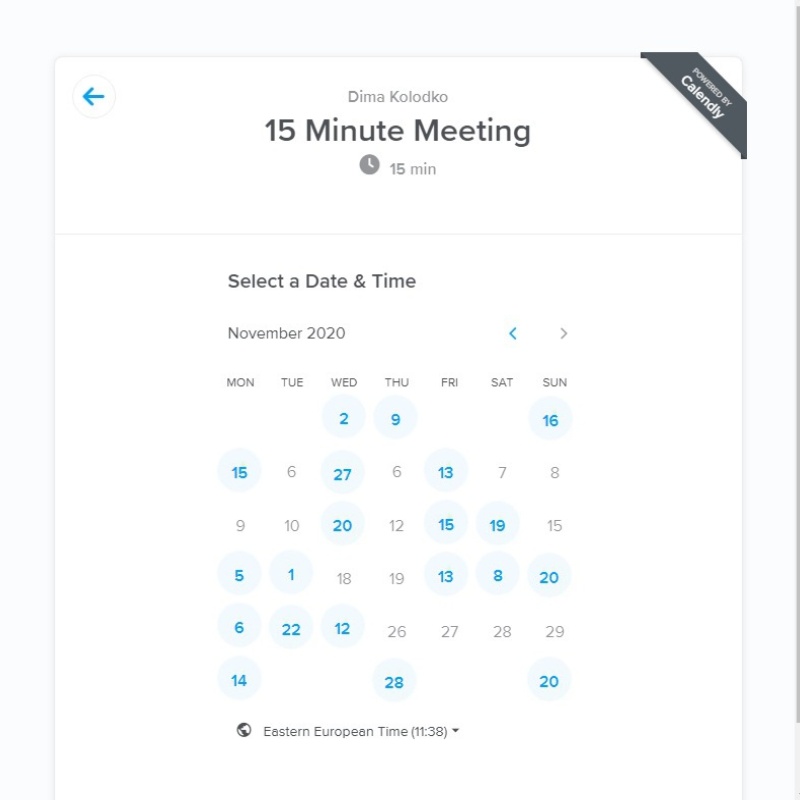 POWERED BY
Calendly
Dima Kolodko
15 Minute Meeting
15 min
Select a Date & Time
November 2020
MON TUE WED THU FRI SAT SUN
2 9 16
15 6 27 6 13 7 8
9 10 20 12 15 19 15
5 1 18 19 13 8 20
6 22 12 26 27 28 29
14 28 20
Eastern European Time (11:38)